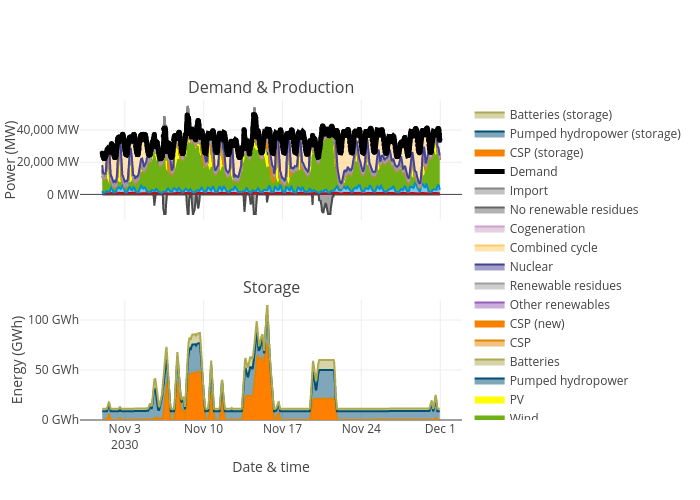 Demand & Production
Power (MW)
40,000 MW
20,000 MW
0 MW
Storage
Energy (GWh)
100 GWh
50 GWh
0 GWh
Nov 3
2030
Nov 10
Nov 17
Nov 24
Dec 1
Date & time
Batteries (storage)
Pumped hydropower (storage)
CSP (storage)
Demand
Import
No renewable residues
Cogeneration
Combined cycle
Nuclear
Renewable residues
Other renewables
CSP (new)
CSP
Batteries
Pumped hydropower
PV
Wind